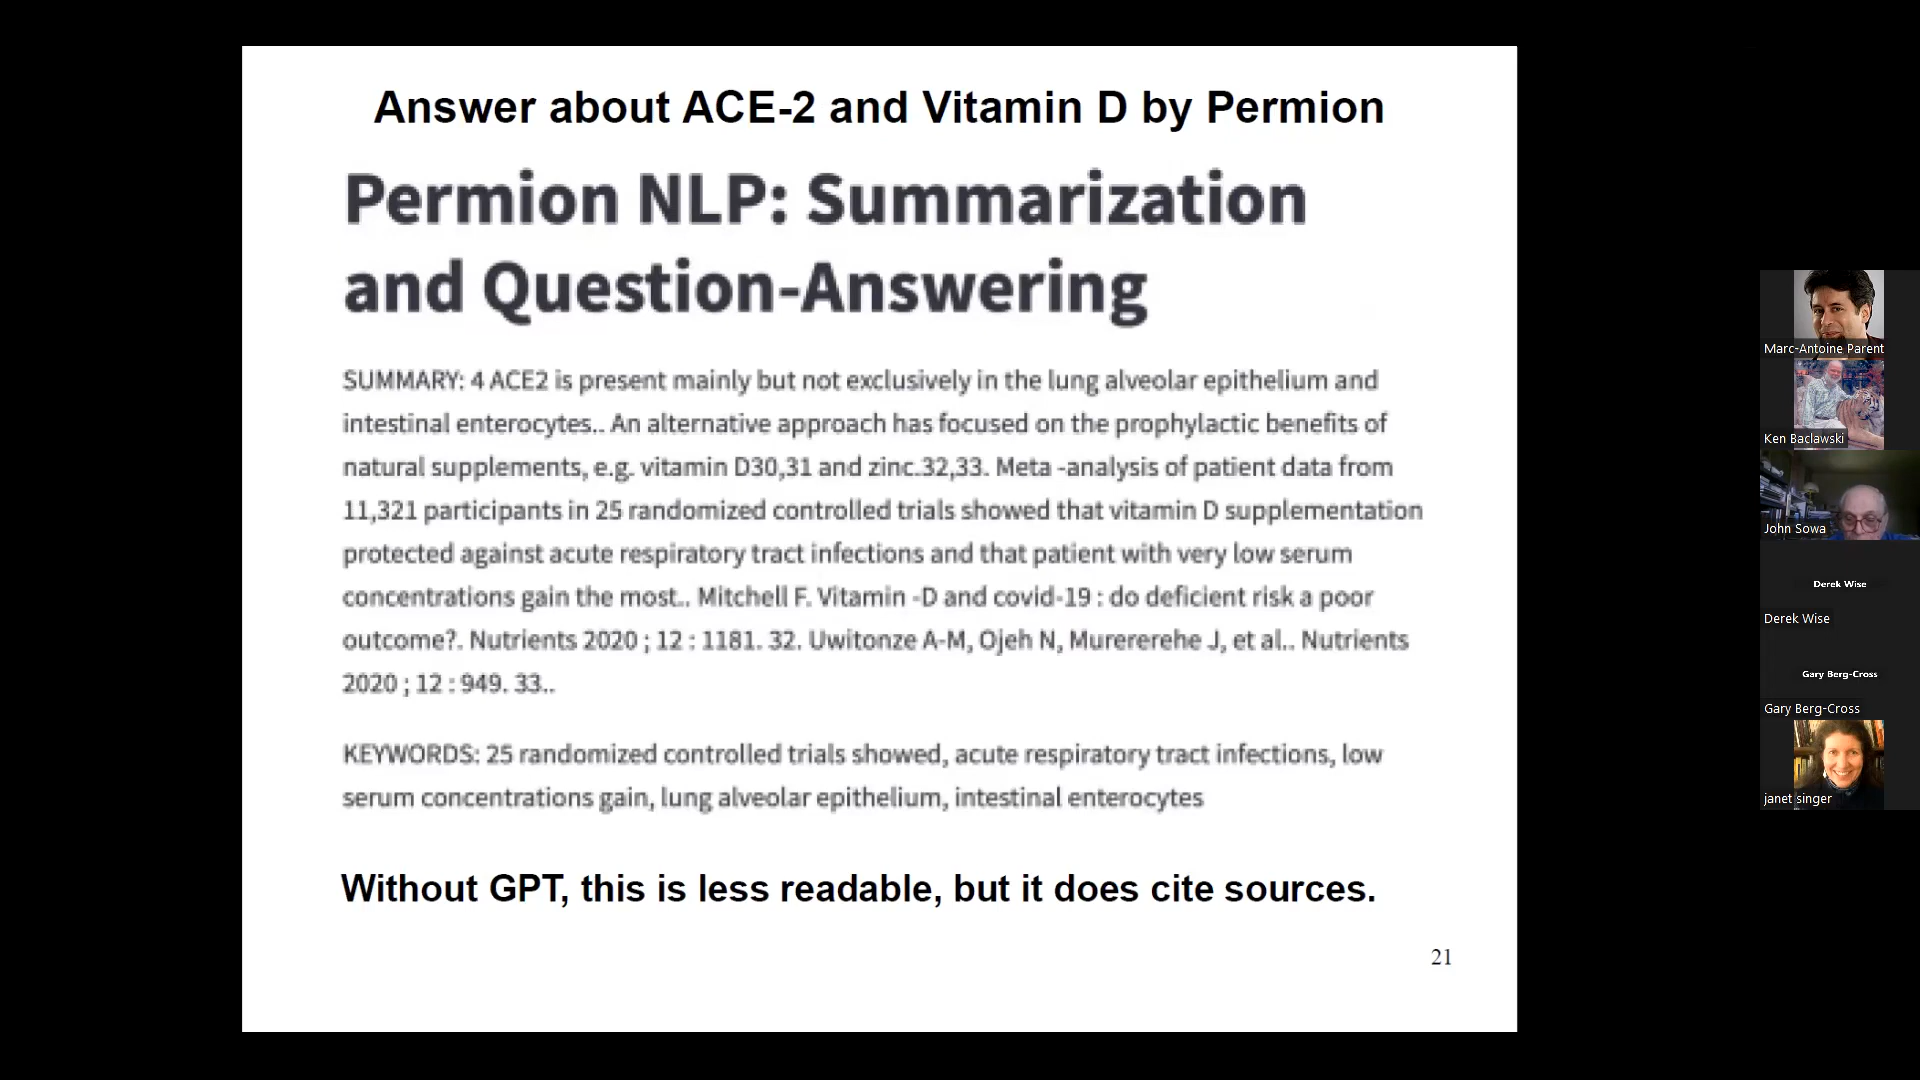 Answer about ACE-2 and Vitamin D by Permion
Permion NLP: Summarization
and Question-Answering
SUMMARY: 4 ACE2 is present mainly but not exclusively in the lung alveolar epithelium and
intestinal enterocytes.. An alternative approach has focused on the prophylactic benefits of
natural supplements, e.g. vitamin D30,31 and zinc.32,33. Meta -analysis of patient data from
11,321 participants in 25 randomized controlled trials showed that vitamin D supplementation
protected against acute respiratory tract infections and that patient with very low serum
concentrations gain the most.. Mitchell F. Vitamin -D and covid-19 : do deficient risk a poor
outcome?. Nutrients 2020 ; 12 : 1181. 32. Uwitonze A-M, Ojeh N, Murererehe J, et al.. Nutrients
2020 ; 12 : 949. 33..
KEYWORDS: 25 randomized controlled trials showed, acute respiratory tract infections, low
serum concentrations gain, lung alveolar epithelium, intestinal enterocytes
Without GPT, this is less readable, but it does cite sources.
21
Marc-Antoine Parent
Ken Baclawski
John Sowa
Derek Wise
Derek Wise
Gary Berg-Cross
Gary Berg-Cross
janet singer